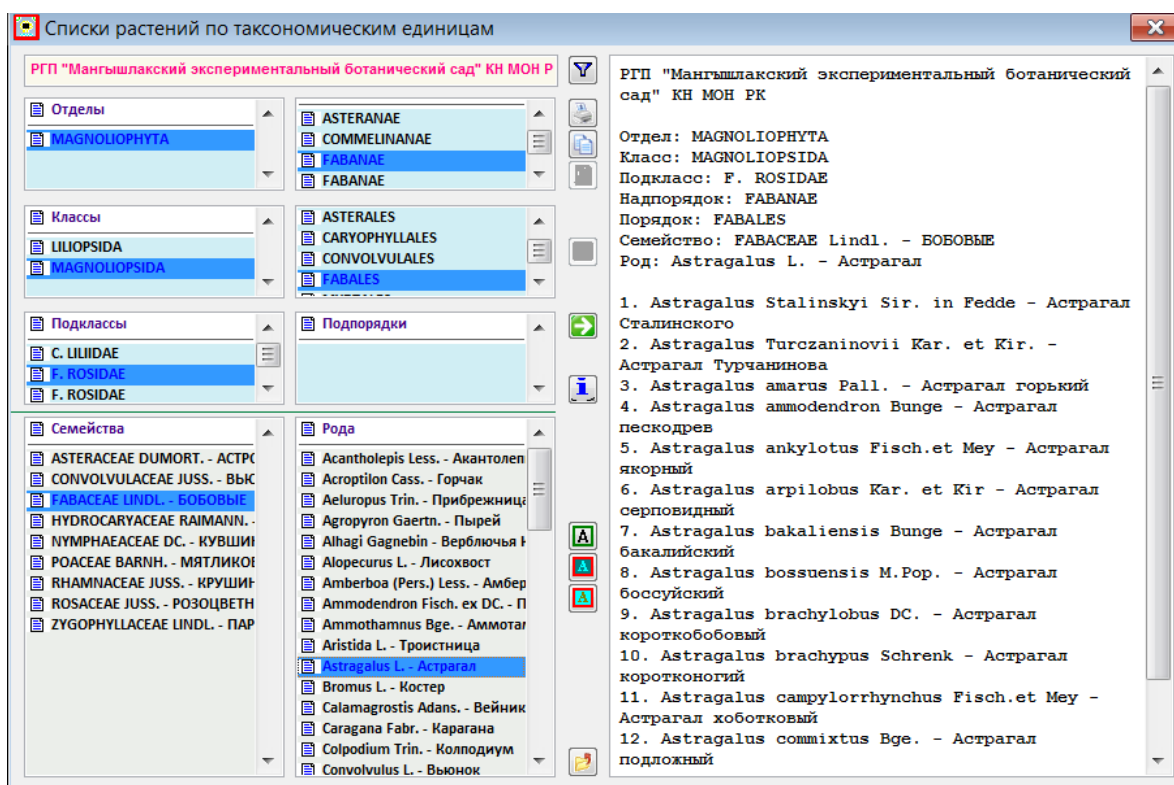 Списки растений по таксономическим единицам
РГП "Мангышлакский экспериментальный ботанический сад" КН МОН Р
Отделы
MAGNOLIOPHYTA
ASTERANAE
COMMELINANAE
FABANAE
FABANAE
Классы
LILIOPSIDA
MAGNOLIOPSIDA
ASTERALES
CARYOPHYLLALES
CONVOLVULALES
FABALES
Подклассы
C. LILIIDAE
F. ROSIDAE
F. ROSIDAE
Подпорядки
Семейства
ASTERACEAE DUMORT. - АСТРО
CONVOLVULACEAE JUSS. - ВЬЮ
FABACEAE LINDL. - БОБОВЫЕ
HYDROCARYACEAE RAIMANN. -
NYMPHAEACEAE DC. - КУВШИН
POACEAE BARNH. - МЯТЛИКОВ
RHAMNACEAE JUSS. - КРУШИН
ROSACEAE JUSS. - РОЗОЦВЕТН
ZYGOPHYLLACEAE LINDL. - ПАР
Рода
Acantholepis Less. - Акантолеп
Acroptilon Cass. - Горчак
Aeluropus Trin. - Прибрежница
Agropyron Gaertn. - Пырей
Alhagi Gagnebin - Верблюжья К
Alopecurus L. - Лисохвост
Amberboa (Pers.) Less. - Амбер
Ammodendron Fisch. ex DC. - П
Ammothamnus Bge. - Аммотам
Aristida L. - Троистница
Astragalus L. - Астрагал
Bromus L. - Костер
Calamagrostis Adans. - Вейник
Caragana Fabr. - Карагана
Colpodium Trin. - Колподиум
Convolvulus L. - Вьюнок
РГП "Мангышлакский экспериментальный ботанический
сад" КН МОН РК
Отдел: MAGNOLIOPHYTA
Класс: MAGNOLIOPSIDA
Подкласс: F. ROSIDAE
Надпорядок: FABANAE
Порядок: FABALES
Семейство: FABACEAE Lindl. - БОБОВЫЕ
Род: Astragalus L. - Астрагал
1. Astragalus Stalinskyi Sir. in Fedde - Астрагал
Сталинского
2. Astragalus Turczaninovii Kar. et Kir. -
Астрагал Турчанинова
3. Astragalus amarus Pall. - Астрагал горький
4. Astragalus ammodendron Bunge - Астрагал
пескодрев
5. Astragalus ankylotus Fisch.et Mey - Астрагал
якорный
6. Astragalus arpilobus Kar. et Kir - Астрагал
серповидный
7. Astragalus bakaliensis Bunge - Астрагал
бакалийский
8. Astragalus bossuensis M.Pop. - Астрагал
боссуйский
9. Astragalus brachylobus DC. - Астрагал
короткобобовый
10. Astragalus brachypus Schrenk - Астрагал
коротконогий
11. Astragalus campylorrhynchus Fisch.et Mey -
Астрагал хоботковый
12. Astragalus commixtus Bge. - Астрагал
подложный